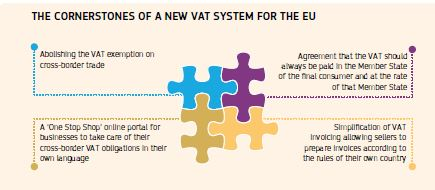 THE CORNERSTONES OF A NEW VAT SYSTEM FOR THE EU
Abolishing the VAT exemption on
cross-border trade
Agreement that the VAT should
always be paid in the Member State
of the final consumer and at the rate
of that Member State
A ‘One Stop Shop’ online portal for
businesses to take care of their
cross-border VAT obligations in their
own language
Simplification of VAT
invoicing allowing sellers to
prepare invoices according to
the rules of their own country